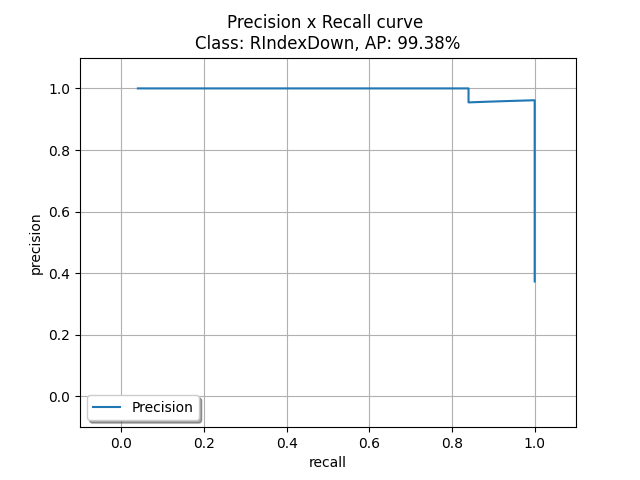 Precision x Recall curve
Class: RIndexDown, AP: 99.38%
1.0
0.8
0.6
0.4
0.2
0.0
precision
Precision
0.0 0.2 0.4 0.6 0.8 1.0
recall